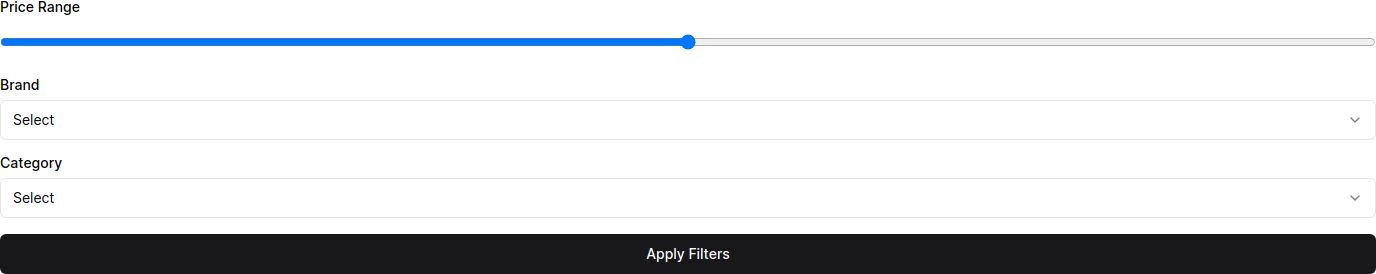 Price Range
Brand
Select
Category
Select
Apply Filters